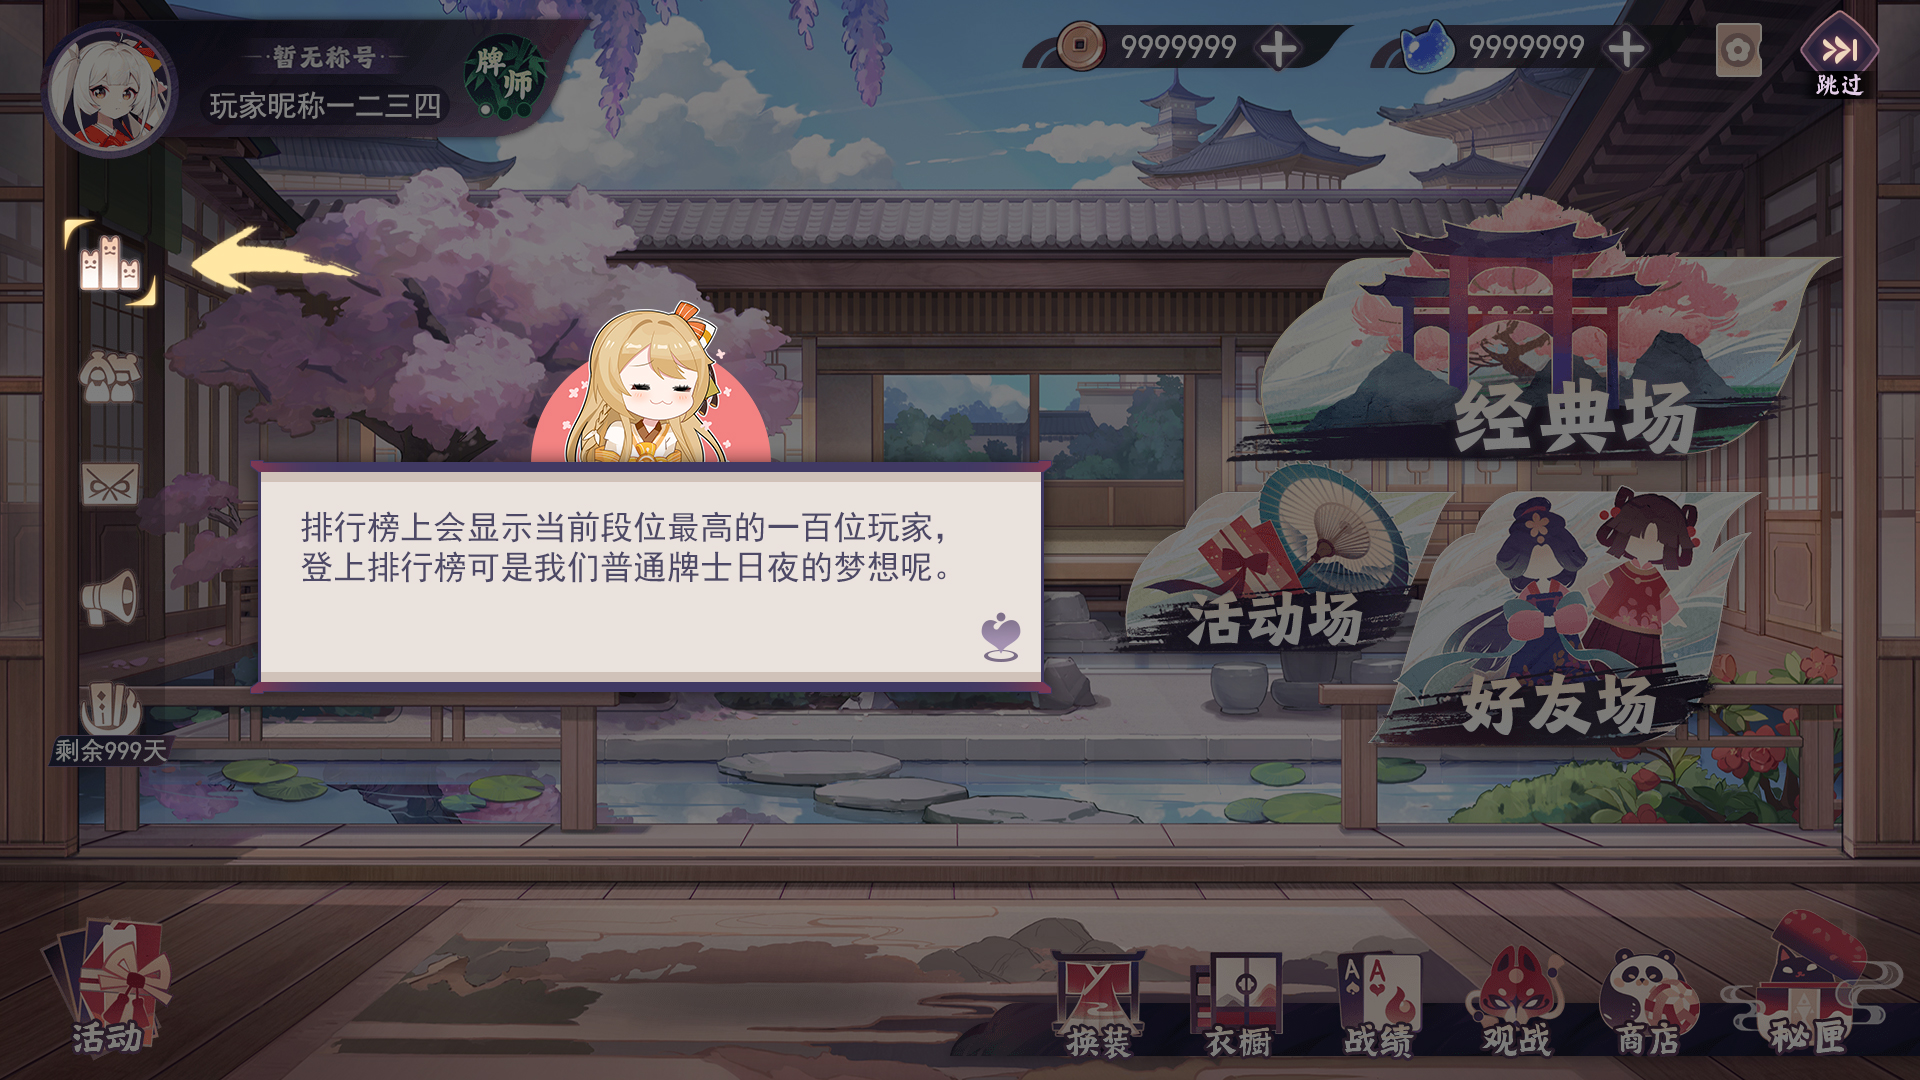 暂无称号
玩家昵称一二三四
牌师
9999999
9999999
跳过
经典场
排行榜上会显示当前段位最高的一百位玩家，
登上排行榜可是我们普通牌士日夜的梦想呢。
活动场
好友场
剩余999天
活动
换装
衣橱
A A
战绩
观战
商店
秘匣